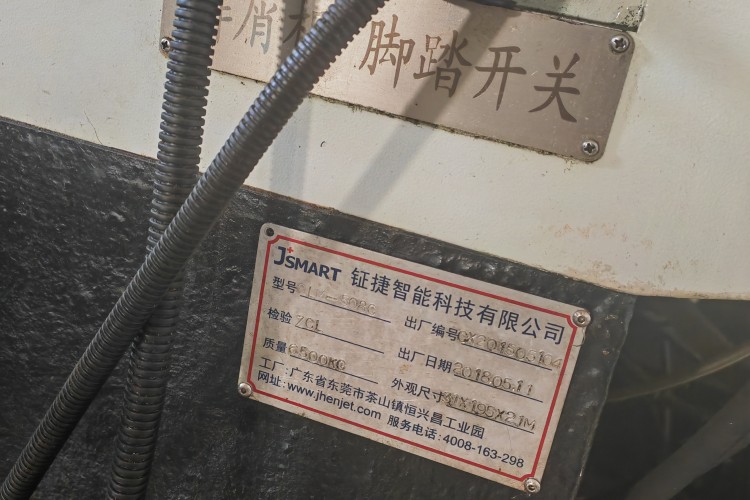 脚踏开关
JSMART 钲捷智能科技有限公司
型号
出厂编号
检验 ZCL
出厂日期 20180511
质量 6500KG
外观尺寸
工厂:广东省东莞市茶山镇恒兴昌工业园
网址:www.jhenjet.com 服务电话:4008-163-298